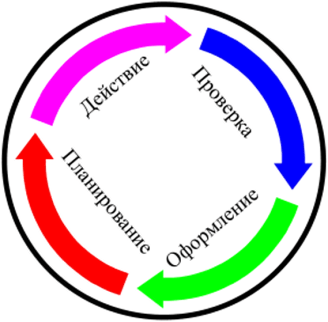 Действие
Проверка
Планирование
Оформление